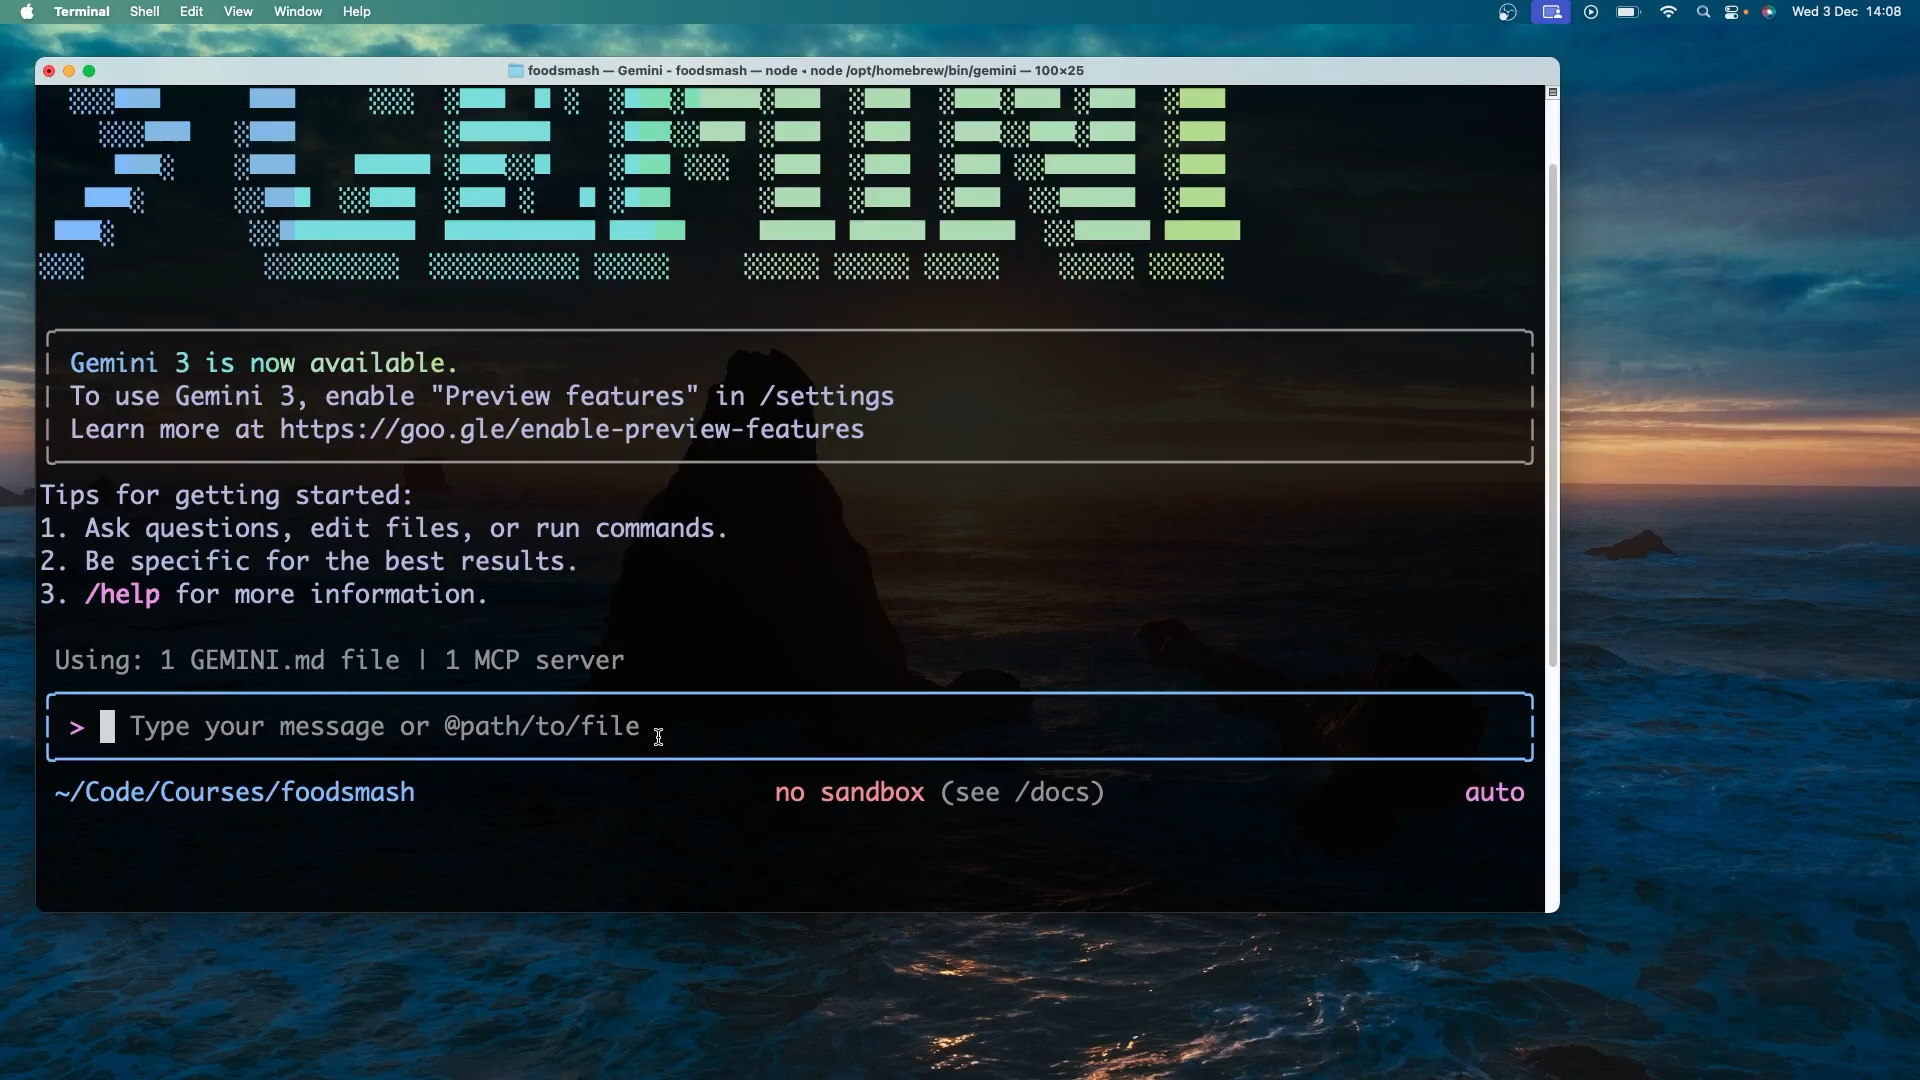 Terminal Shell Edit View Window Help Wed 3 Dec 14:08
foodsmash — Gemini - foodsmash — node ◂ node /opt/homebrew/bin/gemini — 100×25
> GEMINI
Gemini 3 is now available.
To use Gemini 3, enable "Preview features" in /settings
Learn more at https://goo.gle/enable-preview-features
Tips for getting started:
1. Ask questions, edit files, or run commands.
2. Be specific for the best results.
3. /help for more information.
Using: 1 GEMINI.md file | 1 MCP server
> Type your message or @path/to/file
~/Code/Courses/foodsmash no sandbox (see /docs) auto